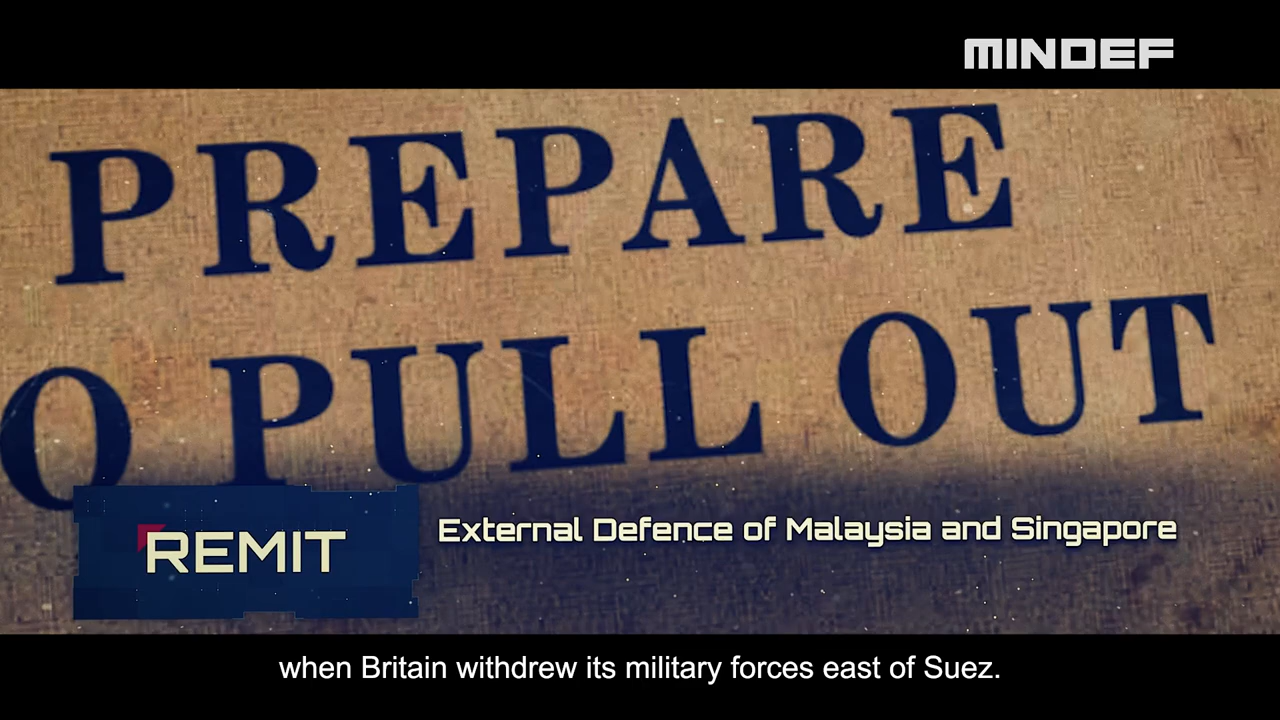 MINDEF
PREPARE
O PULL OUT
REMIT
External Defence of Malaysia and Singapore
when Britain withdrew its military forces east of Suez.